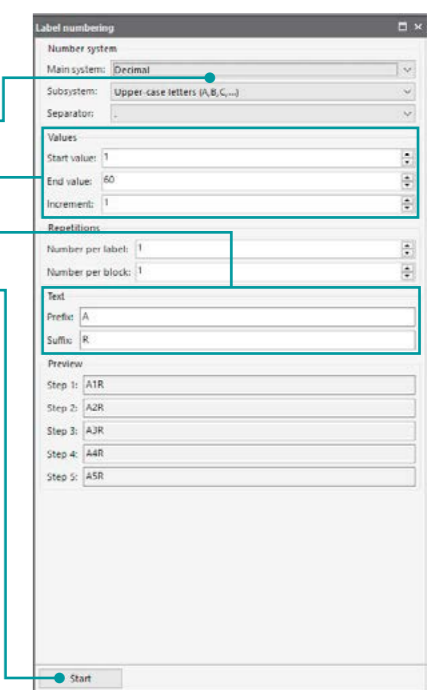 Label numbering
Number system
Main system: Decimal
Subsystem: Upper-case letters (A,B,C,...)
Separator: .
Values
Start value: 1
End value: 60
Increment: 1
Repetitions
Number per label: 1
Number per block: 1
Text
Prefix: A
Suffix: R
Preview
Step 1: A1R
Step 2: A2R
Step 3: A3R
Step 4: A4R
Step 5: A5R
Start